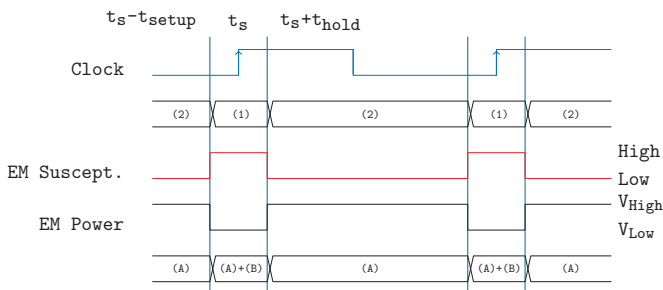 ts-tsetup ts ts+thold
Clock
(2) (1) (2) (1) (2)
EM Suscept. High
Low
EM Power VHigh
VLow
(A) (A)+(B) (A) (A)+(B) (A)